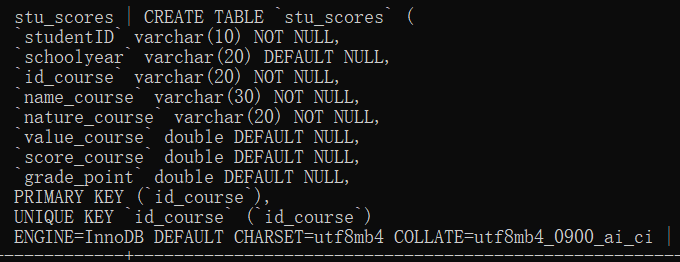 stu_scores | CREATE TABLE `stu_scores` (
`studentID` varchar(10) NOT NULL,
`schoolyear` varchar(20) DEFAULT NULL,
`id_course` varchar(20) NOT NULL,
`name_course` varchar(30) NOT NULL,
`nature_course` varchar(20) NOT NULL,
`value_course` double DEFAULT NULL,
`score_course` double DEFAULT NULL,
`grade_point` double DEFAULT NULL,
PRIMARY KEY (`id_course`),
UNIQUE KEY `id_course` (`id_course`)
ENGINE=InnoDB DEFAULT CHARSET=utf8mb4 COLLATE=utf8mb4_0900_ai_ci |